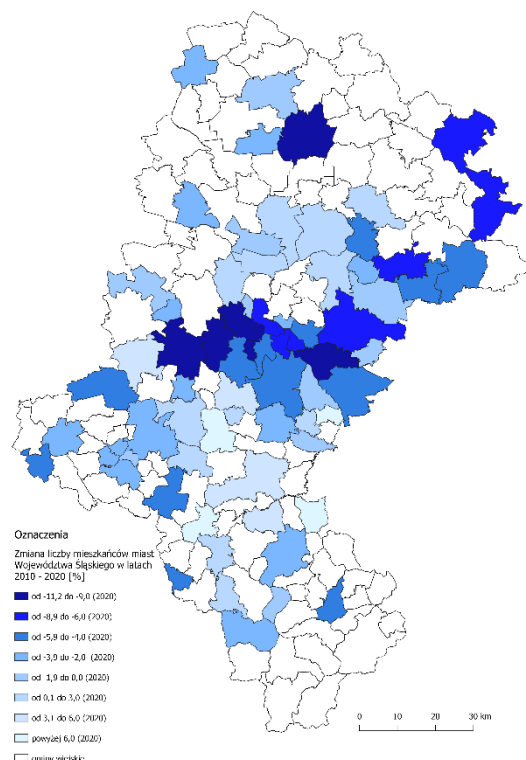 Oznaczenia
Zmiana liczby mieszkańców miast
Województwa Śląskiego w latach
2010 - 2020 [%]
od -11,2 do -9,0 (2020)
od -8,9 do -6,0 (2020)
od -5,9 do -4,0 (2020)
od -3,9 do -2,0 (2020)
od -1,9 do 0,0 (2020)
od 0,1 do 3,0 (2020)
od 3,1 do 6,0 (2020)
powyżej 6,0 (2020)
gminy wiejskie
0 10 20 30 km